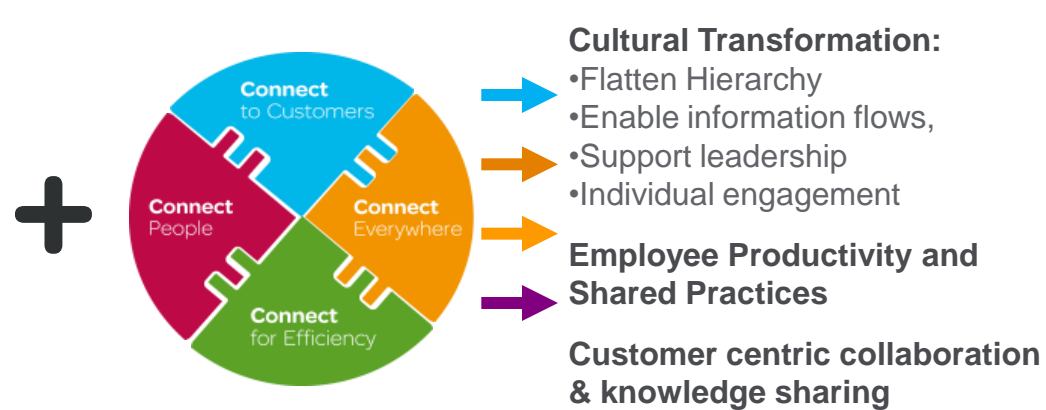 Connect
to Customers
Connect
People
Connect
Everywhere
Connect
for Efficiency
Cultural Transformation:
•Flatten Hierarchy
•Enable information flows,
•Support leadership
•Individual engagement
Employee Productivity and
Shared Practices
Customer centric collaboration
& knowledge sharing